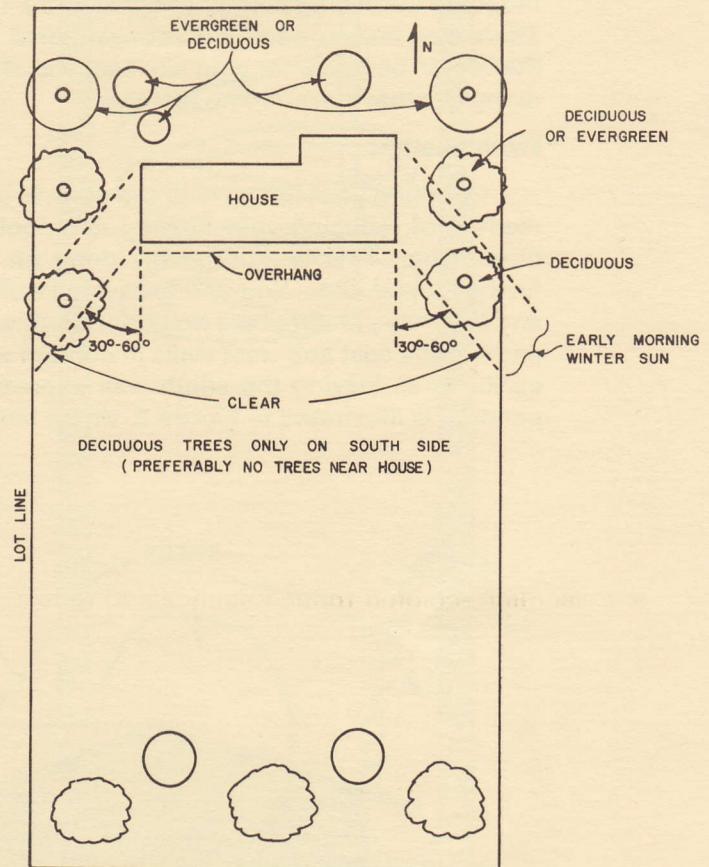 EVERGREEN OR
DECIDUOUS
N
DECIDUOUS
OR EVERGREEN
HOUSE
DECIDUOUS
OVERHANG
30°-60°
30°-60°
EARLY MORNING
WINTER SUN
CLEAR
DECIDUOUS TREES ONLY ON SOUTH SIDE
(PREFERABLY NO TREES NEAR HOUSE)
LOT LINE